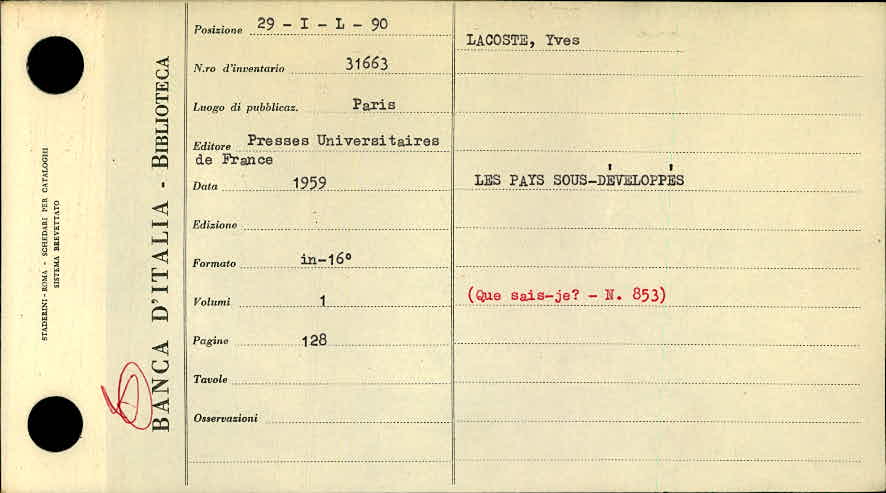 STADERINI - ROMA - SCHEDARI PER CATALOGHI
SISTEMA BREVETTATO
BANCA D'ITALIA - BIBLIOTECA
Posizione 29 - I - L - 90
N.ro d'inventario 31663
Luogo di pubblicaz. Paris
Editore Presses Universitaires
de France
Data 1959
Edizione
Formato in-16º
Volumi 1
Pagine 128
Tavole
Osservazioni
LACOSTE, Yves
LES PAYS SOUS-DÉVELOPPÉS
(Que sais-je? - N. 853)